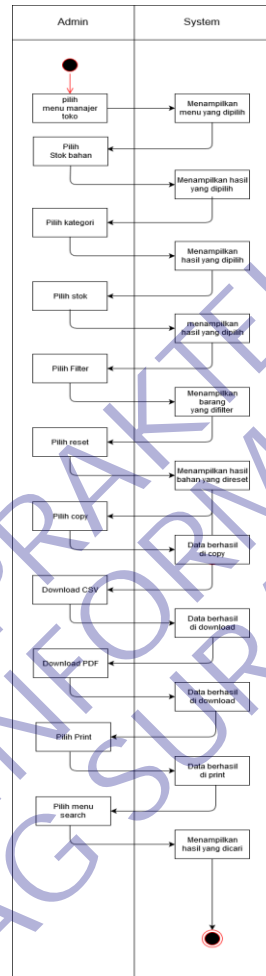 Admin
System
pilih
menu manajer
toko
Menampilkan
menu yang dipilih
Pilih
Stok bahan
Menampilkan hasil
yang dipilih
Pilih kategori
Menampilkan
hasil yang dipilih
Pilih stok
menampilkan
hasil yang dipilih
Pilih Filter
Menampilkan
barang
yang difilter
Pilih reset
Menampilkan hasil
bahan yang direset
Pilih copy
Data berhasil
di copy
Download CSV
Data berhasil
di download
Download PDF
Data berhasil
di download
Pilih Print
Data berhasil
di print
Pilih menu
search
Menampilkan
hasil yang dicari